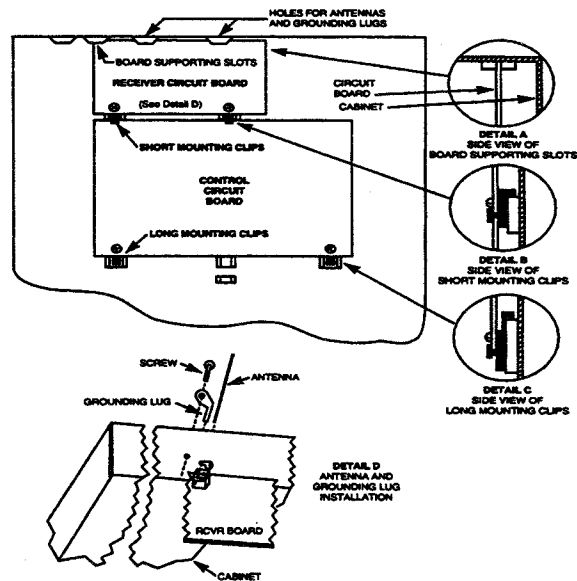 HOLES FOR ANTENNAS
AND GROUNDING LUGS
BOARD SUPPORTING SLOTS
RECEIVER CIRCUIT BOARD
(See Detail D)
SHORT MOUNTING CLIPS
CONTROL
CIRCUIT
BOARD
LONG MOUNTING CLIPS
CIRCUIT
BOARD
CABINET
DETAIL A
SIDE VIEW OF
BOARD SUPPORTING SLOTS
DETAIL B
SIDE VIEW OF
SHORT MOUNTING CLIPS
DETAIL C
SIDE VIEW OF
LONG MOUNTING CLIPS
SCREW
ANTENNA
GROUNDING LUG
DETAIL D
ANTENNA AND
GROUNDING LUG
INSTALLATION
RCVR BOARD
CABINET